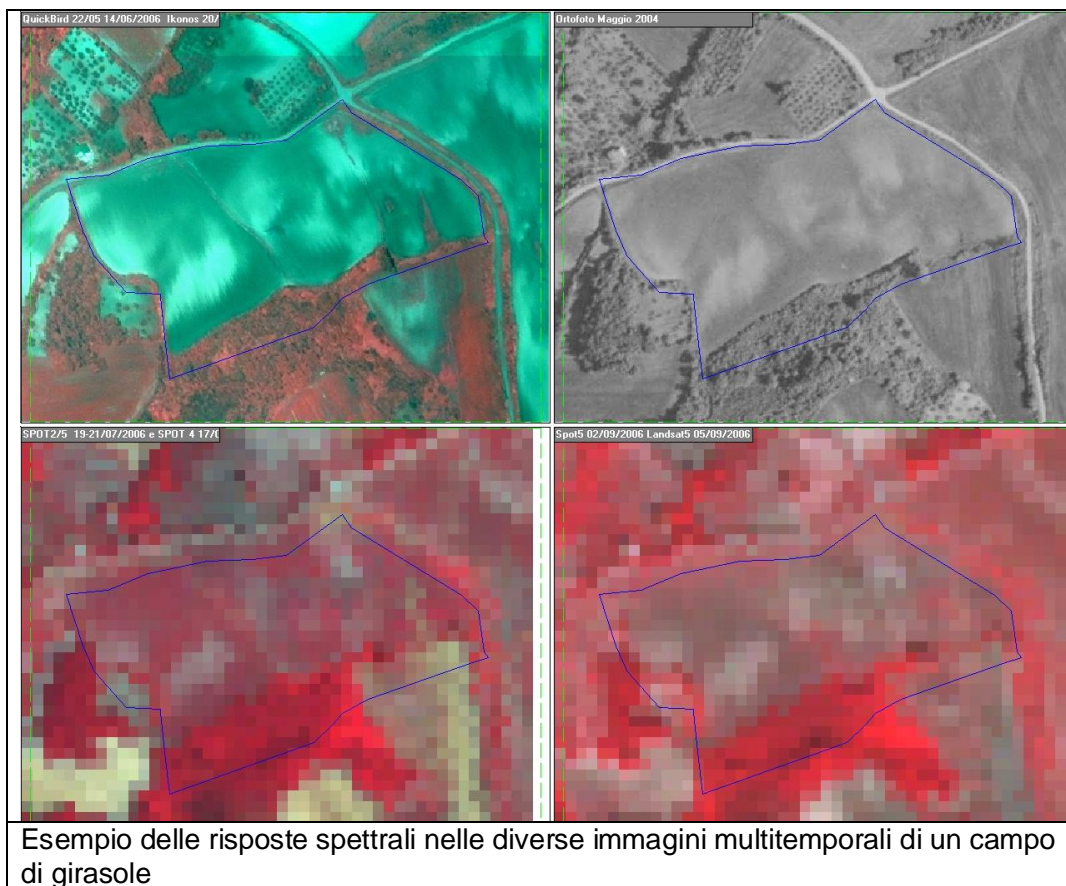 QuickBird 22/05 14/06/2006 Ikonos 20/
Ortofoto Maggio 2004
SPOT2/5 19-21/07/2006 e SPOT 4 17/0
Spot5 02/09/2006 Landsat5 05/09/2006
Esempio delle risposte spettrali nelle diverse immagini multitemporali di un campo
di girasole